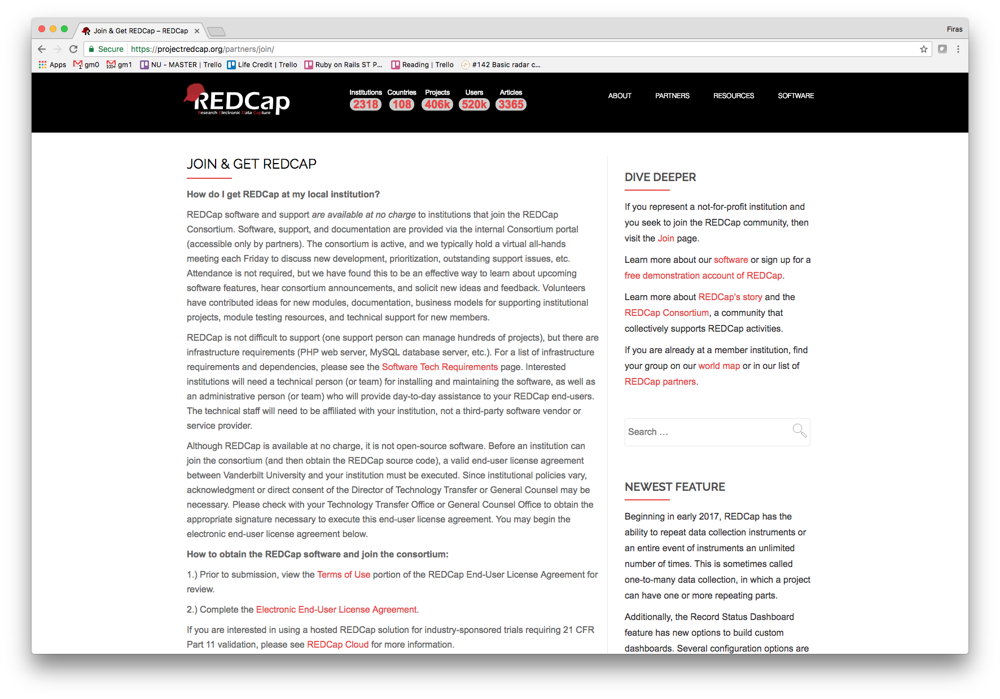 Join & Get REDCap – REDCap
Firas
Secure https://projectredcap.org/partners/join/
Apps gm0 gm1 NU - MASTER | Trello Life Credit | Trello Ruby on Rails ST P... Reading | Trello #142 Basic radar c...
REDCap
Research Electronic Data Capture
Institutions Countries Projects Users Articles
2318 108 406k 520k 3365
ABOUT PARTNERS RESOURCES SOFTWARE
JOIN & GET REDCAP
How do I get REDCap at my local institution?
REDCap software and support are available at no charge to institutions that join the REDCap
Consortium. Software, support, and documentation are provided via the internal Consortium portal
(accessible only by partners). The consortium is active, and we typically hold a virtual all-hands
meeting each Friday to discuss new development, prioritization, outstanding support issues, etc.
Attendance is not required, but we have found this to be an effective way to learn about upcoming
software features, hear consortium announcements, and solicit new ideas and feedback. Volunteers
have contributed ideas for new modules, documentation, business models for supporting institutional
projects, module testing resources, and technical support for new members.
REDCap is not difficult to support (one support person can manage hundreds of projects), but there are
infrastructure requirements (PHP web server, MySQL database server, etc.). For a list of infrastructure
requirements and dependencies, please see the Software Tech Requirements page. Interested
institutions will need a technical person (or team) for installing and maintaining the software, as well as
an administrative person (or team) who will provide day-to-day assistance to your REDCap end-users.
The technical staff will need to be affiliated with your institution, not a third-party software vendor or
service provider.
Although REDCap is available at no charge, it is not open-source software. Before an institution can
join the consortium (and then obtain the REDCap source code), a valid end-user license agreement
between Vanderbilt University and your institution must be executed. Since institutional policies vary,
acknowledgment or direct consent of the Director of Technology Transfer or General Counsel may be
necessary. Please check with your Technology Transfer Office or General Counsel Office to obtain the
appropriate signature necessary to execute this end-user license agreement. You may begin the
electronic end-user license agreement below.
How to obtain the REDCap software and join the consortium:
1.) Prior to submission, view the Terms of Use portion of the REDCap End-User License Agreement for
review.
2.) Complete the Electronic End-User License Agreement.
If you are interested in using a hosted REDCap solution for industry-sponsored trials requiring 21 CFR
Part 11 validation, please see REDCap Cloud for more information.
DIVE DEEPER
If you represent a not-for-profit institution and
you seek to join the REDCap community, then
visit the Join page.
Learn more about our software or sign up for a
free demonstration account of REDCap.
Learn more about REDCap's story and the
REDCap Consortium, a community that
collectively supports REDCap activities.
If you are already at a member institution, find
your group on our world map or in our list of
REDCap partners.
Search …
NEWEST FEATURE
Beginning in early 2017, REDCap has the
ability to repeat data collection instruments or
an entire event of instruments an unlimited
number of times. This is sometimes called
one-to-many data collection, in which a project
can have one or more repeating parts.
Additionally, the Record Status Dashboard
feature has new options to build custom
dashboards. Several configuration options are